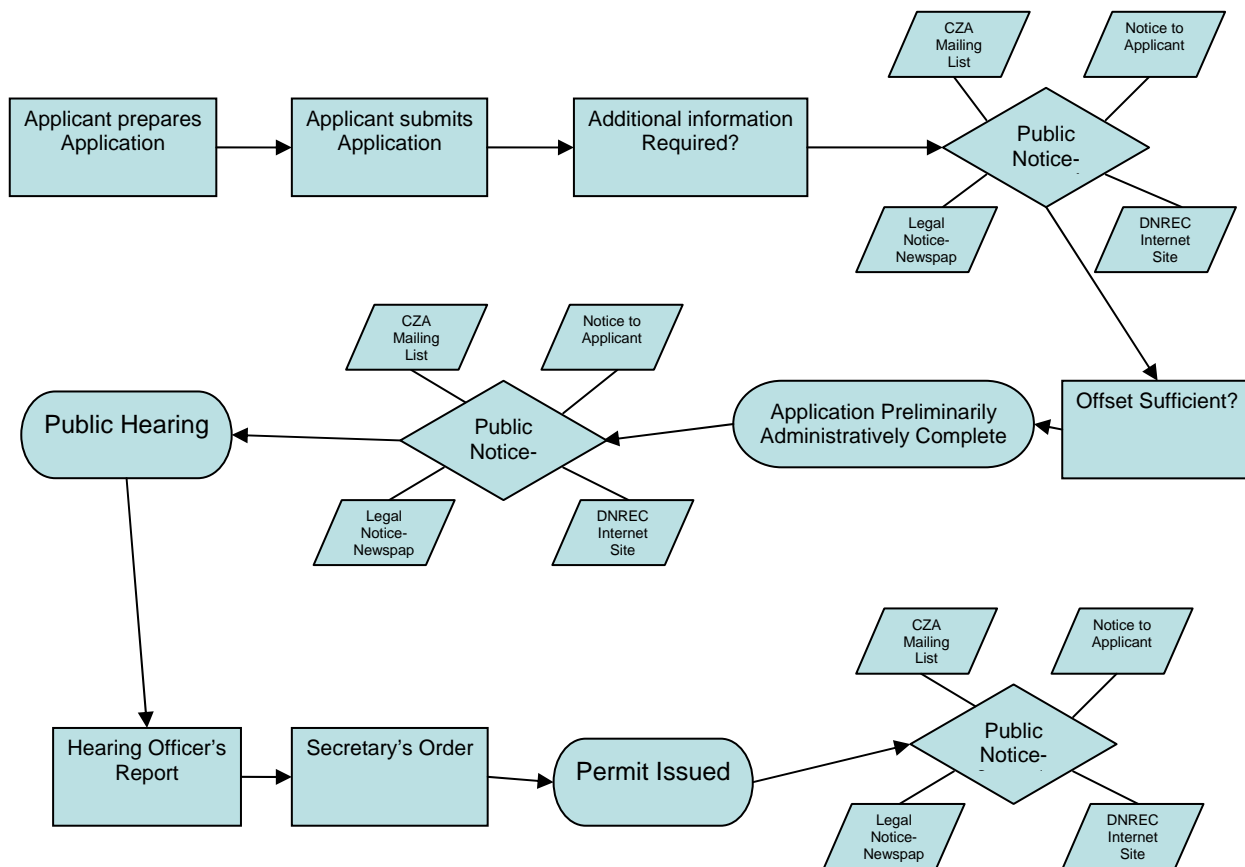 CZA
Mailing
List
Notice to
Applicant
Applicant prepares
Application
Applicant submits
Application
Additional information
Required?
Public
Notice-
Legal
Notice-
Newspap
DNREC
Internet
Site
CZA
Mailing
List
Notice to
Applicant
Public Hearing
Public
Notice-
Application Preliminarily
Administratively Complete
Offset Sufficient?
Legal
Notice-
Newspap
DNREC
Internet
Site
CZA
Mailing
List
Notice to
Applicant
Hearing Officer's
Report
Secretary's Order
Permit Issued
Public
Notice-
Legal
Notice-
Newspap
DNREC
Internet
Site